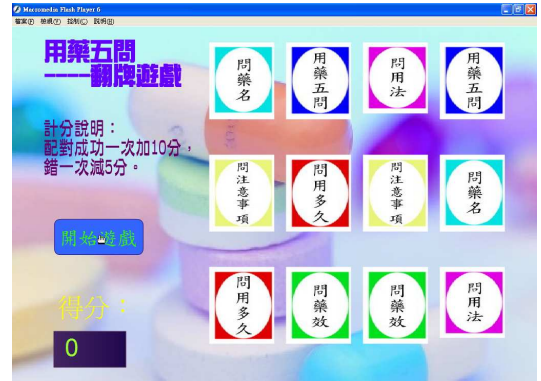 Macromedia Flash Player 6
檔案(F) 檢視(V) 控制(C) 說明(H)
用藥五問
----翻牌遊戲
計分說明：
配對成功一次加10分，
錯一次減5分。
開始遊戲
得分：
0
問藥名
用藥五問
問用法
用藥五問
問注意事項
問用多久
問注意事項
問藥名
問用多久
問藥效
問藥效
問用法